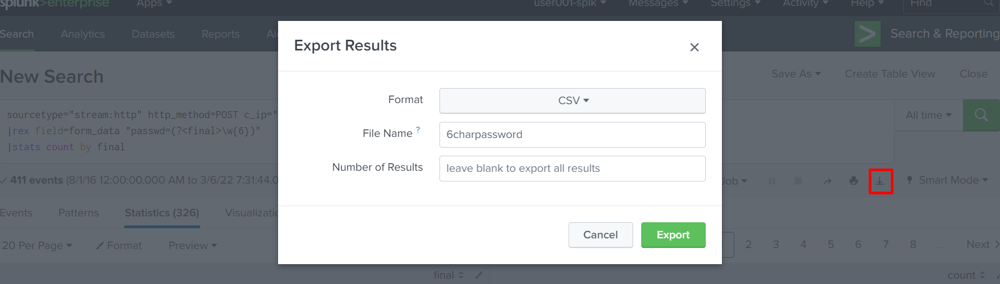 splunk>enterprise Apps user001-splk Messages Settings Activity Help Find
Search Analytics Datasets Reports Search & Reporting
Export Results
New Search
Save As Create Table View Close
Format CSV
sourcetype="stream:http" http_method=POST c_ip="
|rex field=form_data "passwd=(?<final>\w{6})"
|stats count by final
All time
File Name ? 6charpassword
Number of Results leave blank to export all results
411 events (8/1/16 12:00:00.000 AM to 3/6/22 7:31:44.0
Job Smart Mode
Events Patterns Statistics (326)
Cancel Export
20 Per Page Format Preview
2 3 4 5 6 7 8 ... Next
final count